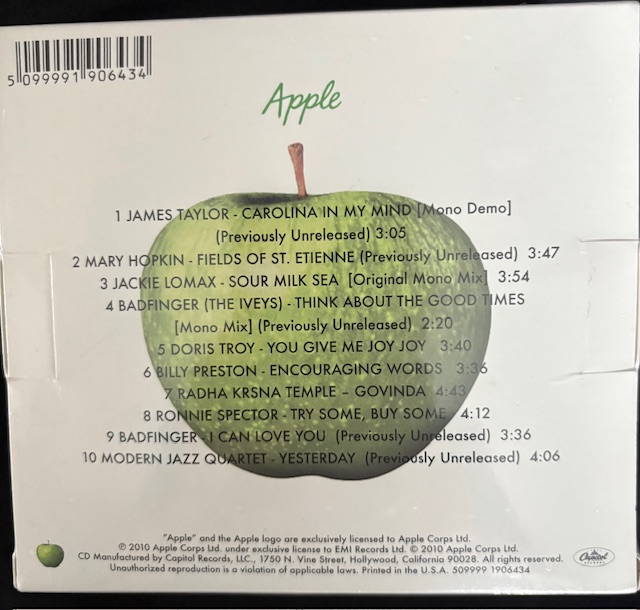 5 099991 906434
Apple
1 JAMES TAYLOR - CAROLINA IN MY MIND [Mono Demo]
(Previously Unreleased) 3:05
2 MARY HOPKIN - FIELDS OF ST. ETIENNE (Previously Unreleased) 3:47
3 JACKIE LOMAX - SOUR MILK SEA [Original Mono Mix] 3:54
4 BADFINGER (THE IVEYS) - THINK ABOUT THE GOOD TIMES
[Mono Mix] (Previously Unreleased) 2:20
5 DORIS TROY - YOU GIVE ME JOY JOY 3:40
6 BILLY PRESTON - ENCOURAGING WORDS 3:36
7 RADHA KRSNA TEMPLE – GOVINDA 4:43
8 RONNIE SPECTOR - TRY SOME, BUY SOME 4:12
9 BADFINGER - I CAN LOVE YOU (Previously Unreleased) 3:36
10 MODERN JAZZ QUARTET - YESTERDAY (Previously Unreleased) 4:06
"Apple" and the Apple logo are exclusively licensed to Apple Corps Ltd.
℗ 2010 Apple Corps Ltd. under exclusive license to EMI Records Ltd. © 2010 Apple Corps Ltd.
CD Manufactured by Capitol Records, LLC., 1750 N. Vine Street, Hollywood, California 90028. All rights reserved.
Unauthorized reproduction is a violation of applicable laws. Printed in the U.S.A. 509999 1906434
Capitol